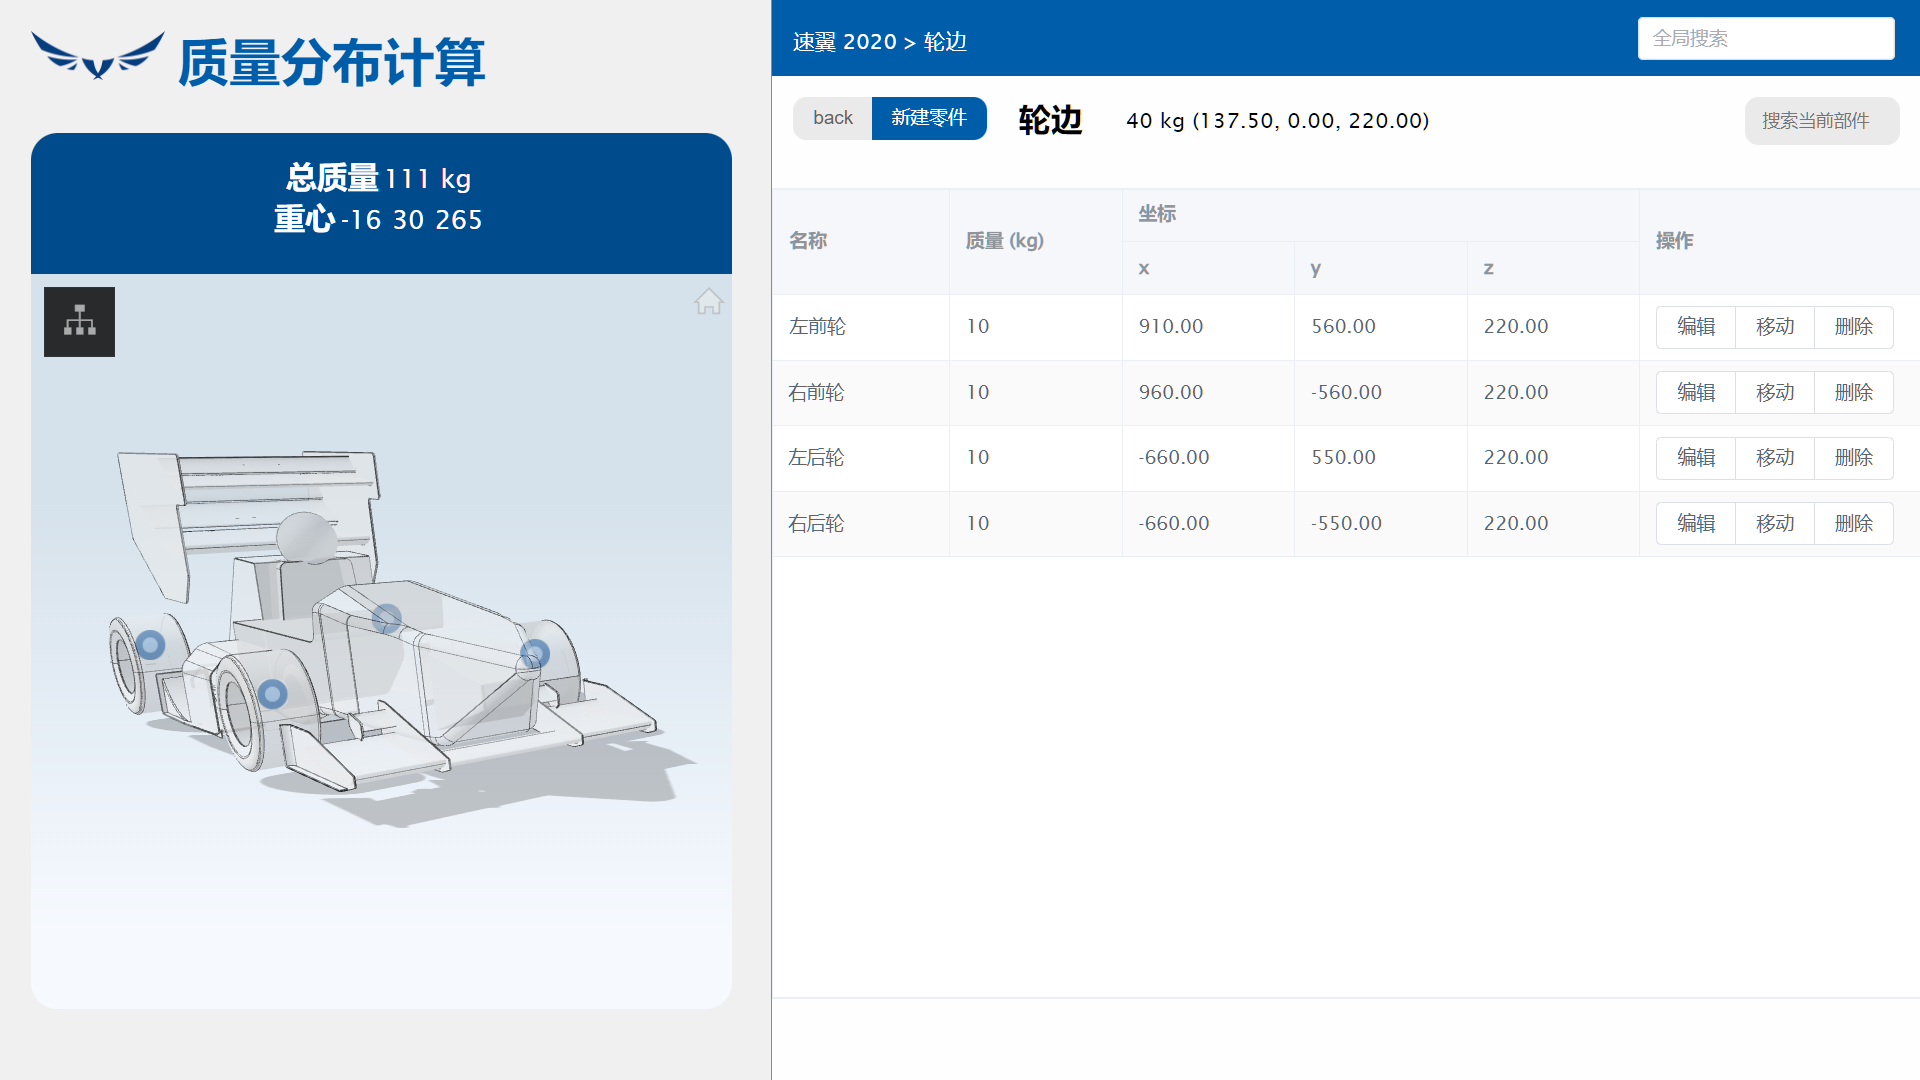 质量分布计算
总质量 111 kg
重心 -16 30 265
速翼 2020 > 轮边
全局搜索
back
新建零件
轮边
40 kg (137.50, 0.00, 220.00)
搜索当前部件
名称 质量 (kg) 坐标 操作
x y z
左前轮 10 910.00 560.00 220.00 编辑 移动 删除
右前轮 10 960.00 -560.00 220.00 编辑 移动 删除
左后轮 10 -660.00 550.00 220.00 编辑 移动 删除
右后轮 10 -660.00 -550.00 220.00 编辑 移动 删除